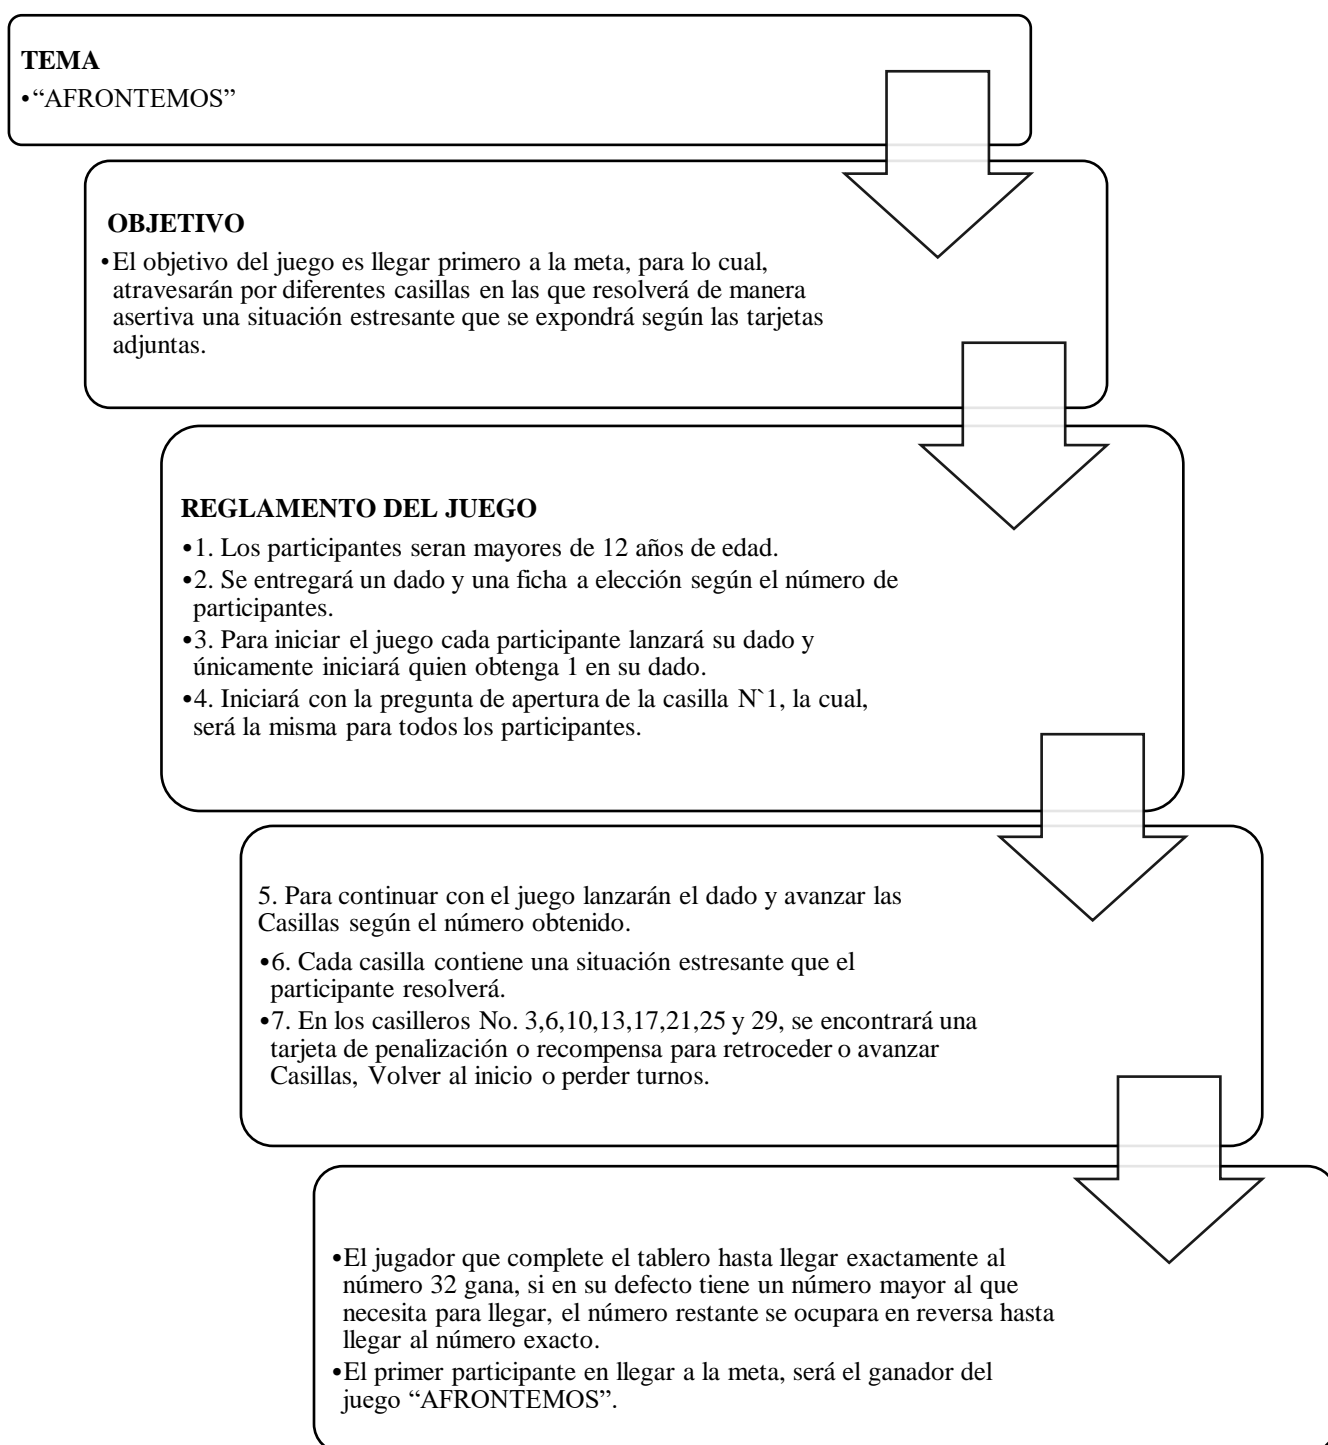 TEMA
•“AFRONTEMOS”
OBJETIVO
•El objetivo del juego es llegar primero a la meta, para lo cual,
atravesarán por diferentes casillas en las que resolverá de manera
asertiva una situación estresante que se expondrá según las tarjetas
adjuntas.
REGLAMENTO DEL JUEGO
•1. Los participantes seran mayores de 12 años de edad.
•2. Se entregará un dado y una ficha a elección según el número de
participantes.
•3. Para iniciar el juego cada participante lanzará su dado y
únicamente iniciará quien obtenga 1 en su dado.
•4. Iniciará con la pregunta de apertura de la casilla N`1, la cual,
será la misma para todos los participantes.
5. Para continuar con el juego lanzarán el dado y avanzar las
Casillas según el número obtenido.
•6. Cada casilla contiene una situación estresante que el
participante resolverá.
•7. En los casilleros No. 3,6,10,13,17,21,25 y 29, se encontrará una
tarjeta de penalización o recompensa para retroceder o avanzar
Casillas, Volver al inicio o perder turnos.
•El jugador que complete el tablero hasta llegar exactamente al
número 32 gana, si en su defecto tiene un número mayor al que
necesita para llegar, el número restante se ocupara en reversa hasta
llegar al número exacto.
•El primer participante en llegar a la meta, será el ganador del
juego “AFRONTEMOS”.